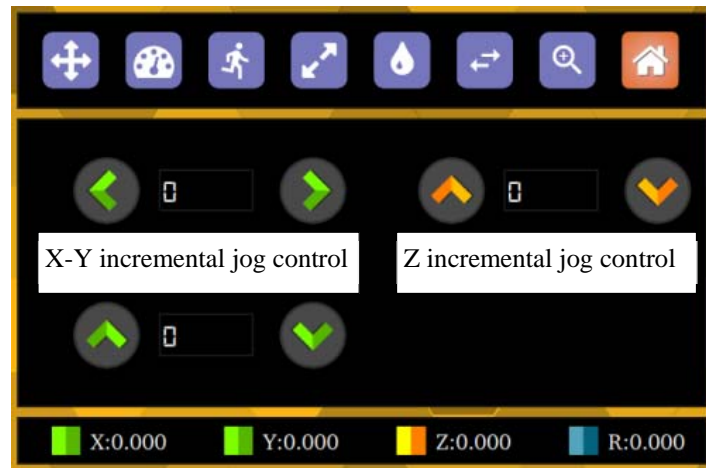 0
0
X-Y incremental jog control
Z incremental jog control
0
X:0.000
Y:0.000
Z:0.000
R:0.000